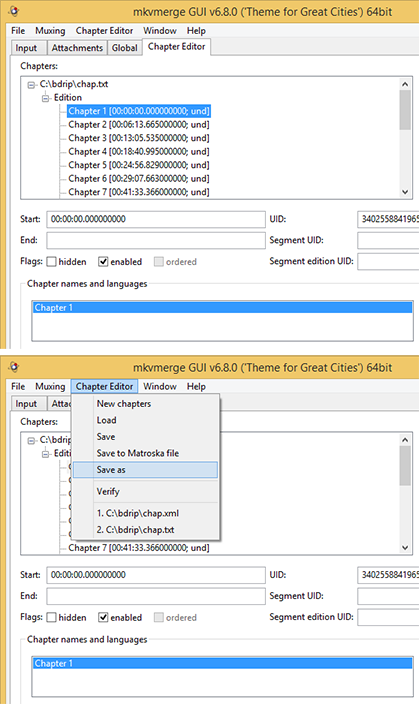 mkvmerge GUI v6.8.0 ('Theme for Great Cities') 64bit
File Muxing Chapter Editor Window Help
Input Attachments Global Chapter Editor
Chapters:
C:\bdrip\chap.txt
Edition
Chapter 1 [00:00:00.000000000; und]
Chapter 2 [00:06:13.665000000; und]
Chapter 3 [00:13:05.535000000; und]
Chapter 4 [00:18:40.995000000; und]
Chapter 5 [00:24:56.829000000; und]
Chapter 6 [00:29:07.663000000; und]
Chapter 7 [00:41:33.366000000; und]
Start: 00:00:00.000000000 UID: 3402558841965
End: Segment UID:
Flags: hidden enabled ordered Segment edition UID:
Chapter names and languages
Chapter 1
mkvmerge GUI v6.8.0 ('Theme for Great Cities') 64bit
File Muxing Chapter Editor Window Help
Input Attac
Chapters:
C:\b
Editi
New chapters
Load
Save
Save to Matroska file
Save as
Verify
1. C:\bdrip\chap.xml
2. C:\bdrip\chap.txt
Chapter 7 [00:41:33.366000000; und]
Start: 00:00:00.000000000 UID: 3402558841965
End: Segment UID:
Flags: hidden enabled ordered Segment edition UID:
Chapter names and languages
Chapter 1